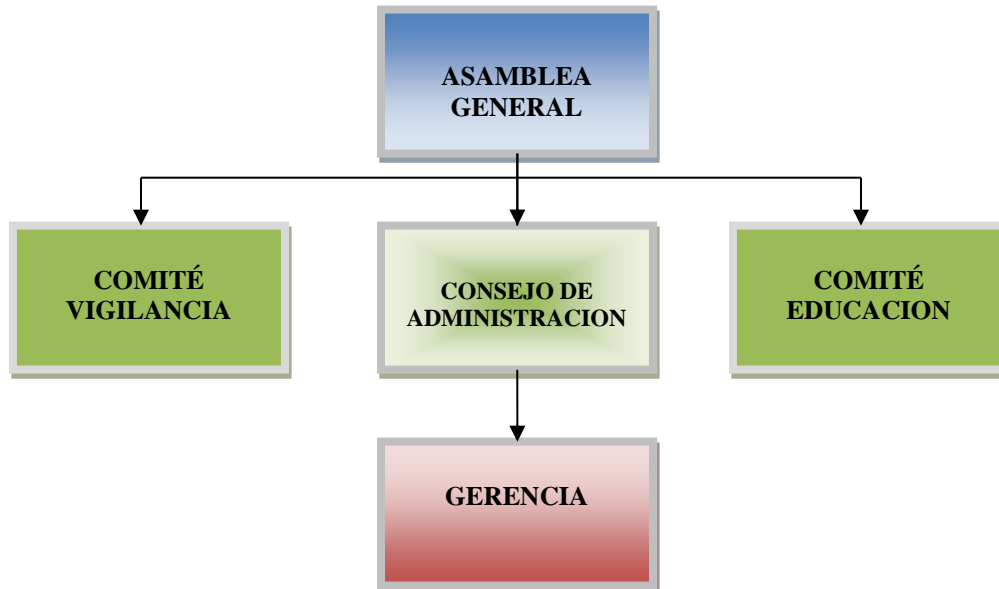 ASAMBLEA
GENERAL
COMITÉ
VIGILANCIA
CONSEJO DE
ADMINISTRACION
COMITÉ
EDUCACION
GERENCIA